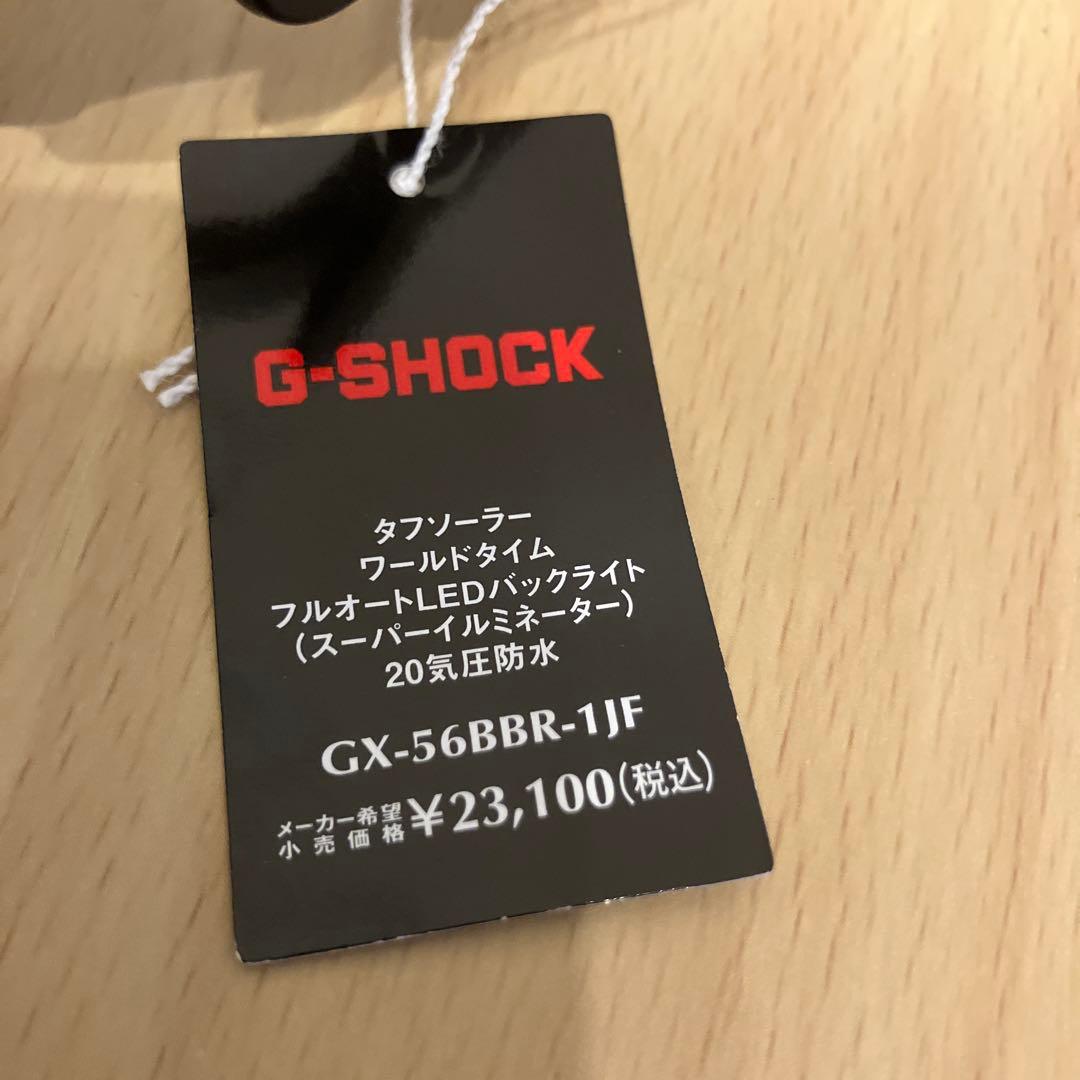 G-SHOCK
タフソーラー
ワールドタイム
フルオートLEDバックライト
(スーパーイルミネーター)
20気圧防水
GX-56BBR-1JF
メーカー希望小売価格 ¥23,100(税込)